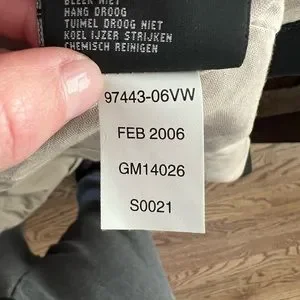 BLEEK NIET
HANG DROOG
TUIMEL DROOG NIET
KOEL IJZER STRIJKEN
CHEMISCH REINIGEN
97443-06VW
FEB 2006
GM14026
S0021